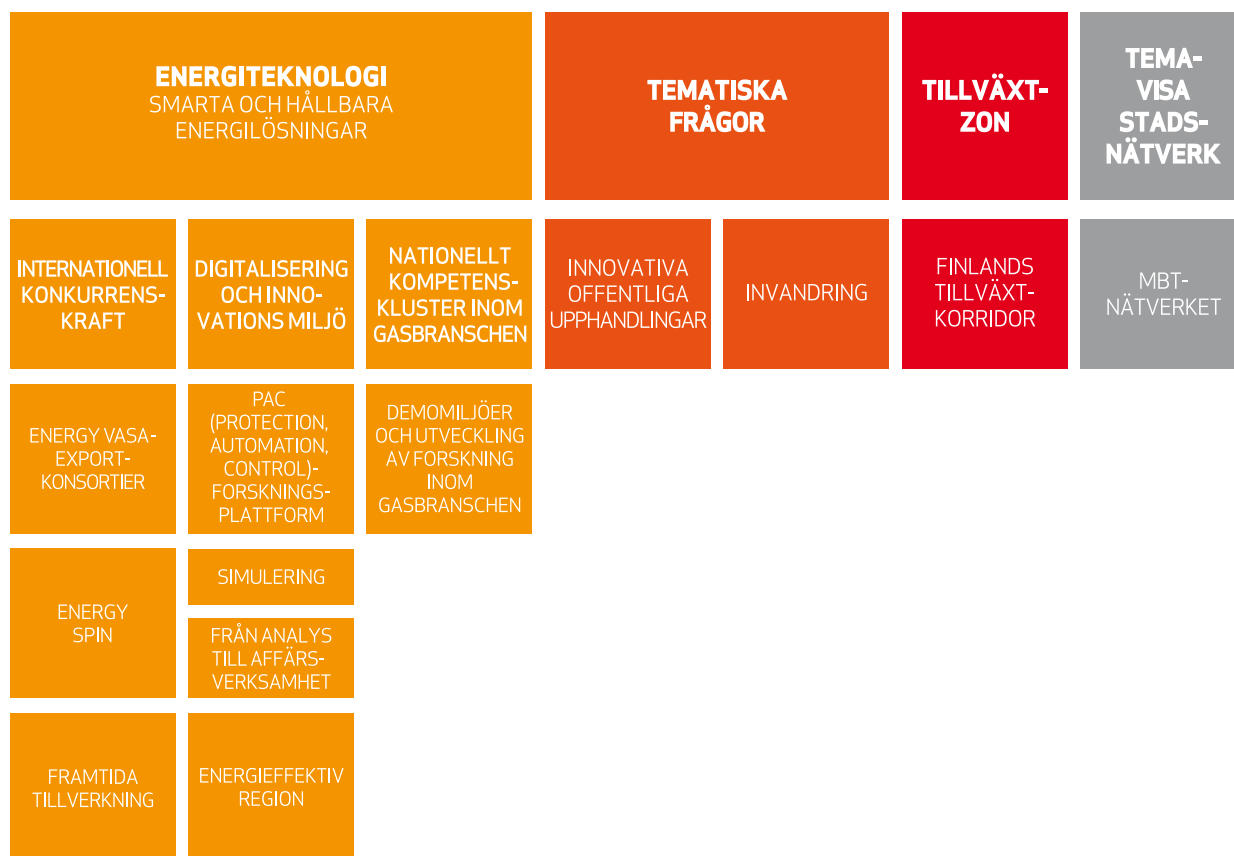 ENERGITEKNOLOGI
SMARTA OCH HÅLLBARA
ENERGILÖSNINGAR
TEMATISKA
FRÅGOR
TILLVÄXT-
ZON
TEMA-
VISA
STADS-
NÄTVERK
INTERNATIONELL
KONKURRENS-
KRAFT
DIGITALISERING
OCH INNO-
VATIONS MILJÖ
NATIONELLT
KOMPETENS-
KLUSTER INOM
GASBRANSCHEN
INNOVATIVA
OFFENTLIGA
UPPHANDLINGAR
INVANDRING
FINLANDS
TILLVÄXT-
KORRIDOR
MBT-
NÄTVERKET
ENERGY VASA-
EXPORT-
KONSORTIER
PAC
(PROTECTION,
AUTOMATION,
CONTROL)-
FORSKNINGS-
PLATTFORM
DEMOMILJÖER
OCH UTVECKLING
AV FORSKNING
INOM
GASBRANSCHEN
ENERGY
SPIN
SIMULERING
FRÅN ANALYS
TILL AFFÄRS-
VERKSAMHET
FRAMTIDA
TILLVERKNING
ENERGIEFFEKTIV
REGION